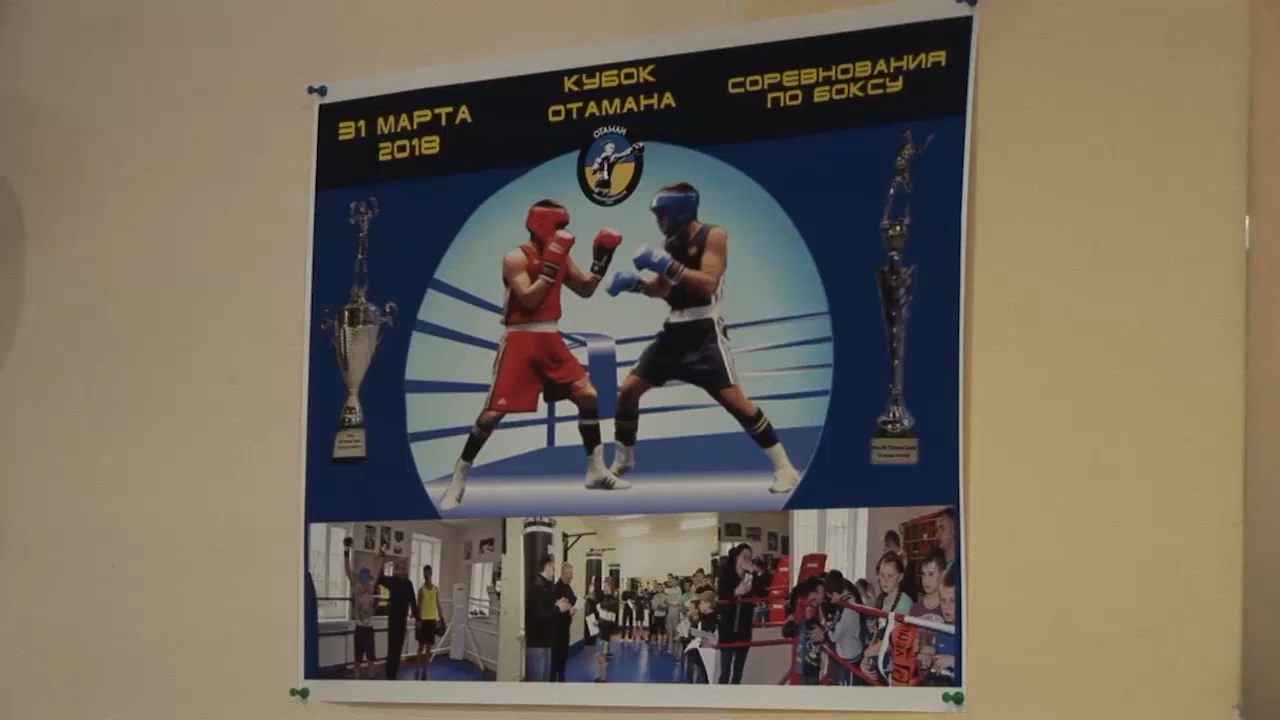 31 МАРТА
2018
КУБОК
ОТАМАНА
СОРЕВНОВАНИЯ
ПО БОКСУ
ОТАМАН